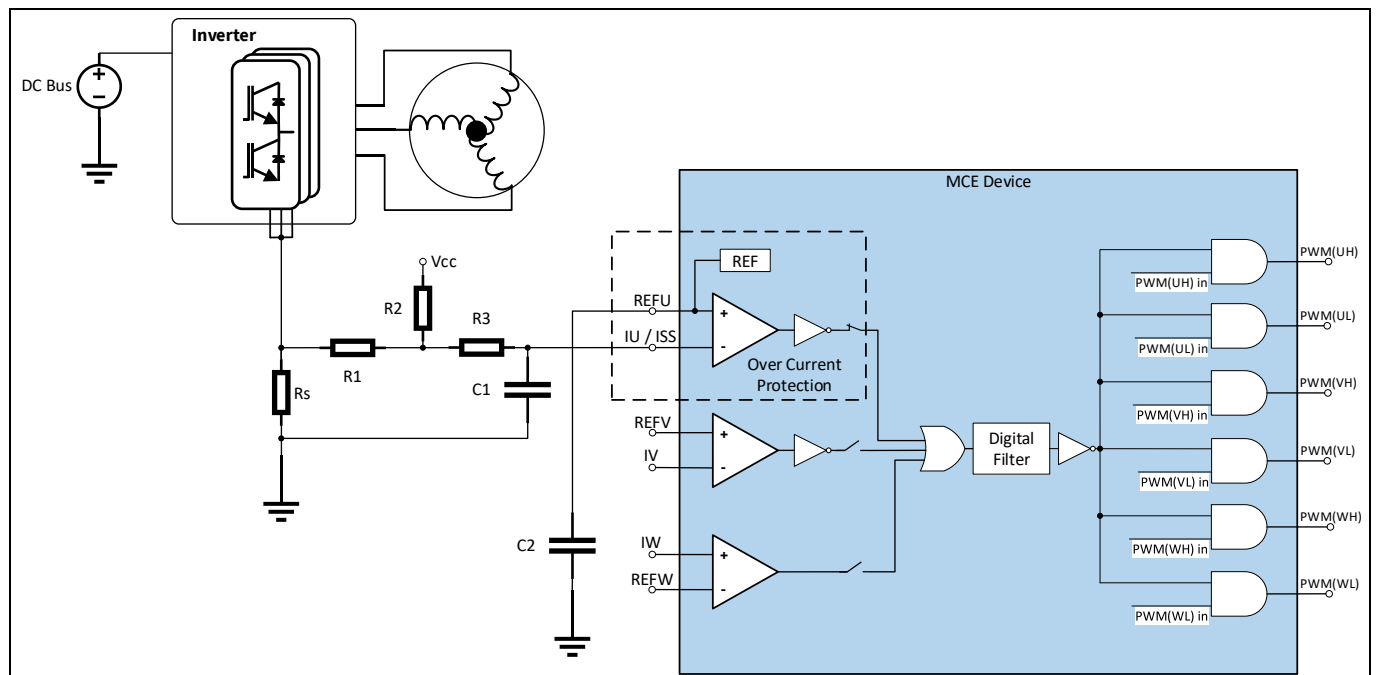 Inverter
DC Bus
+
−
MCE Device
Vcc
R2
R3
R1
Rs
C1
C2
REFU
IU / ISS
REF
+
-
Over Current
Protection
REFV
IV
+
-
IW
REFW
+
-
Digital
Filter
PWM(UH) in
PWM(UH)
PWM(UL) in
PWM(UL)
PWM(VH) in
PWM(VH)
PWM(VL) in
PWM(VL)
PWM(WH) in
PWM(WH)
PWM(WL) in
PWM(WL)